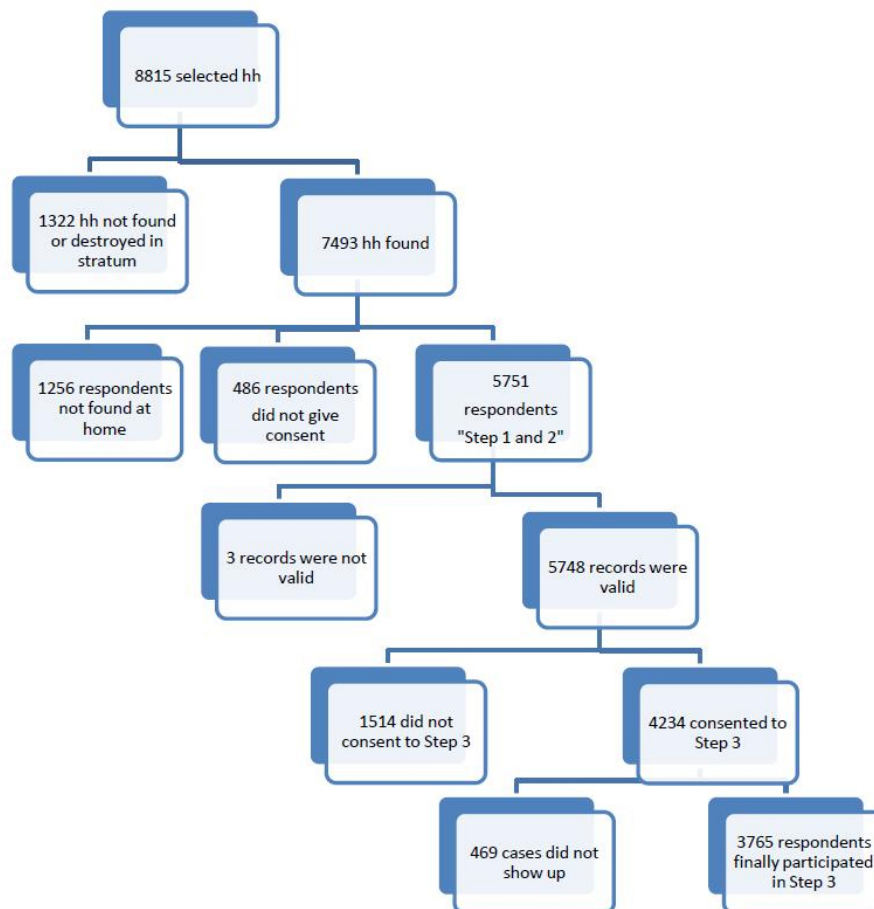 8815 selected hh
1322 hh not found
or destroyed in
stratum
7493 hh found
1256 respondents
not found at
home
486 respondents
did not give
consent
5751
respondents
"Step 1 and 2"
3 records were not
valid
5748 records were
valid
1514 did not
consent to Step 3
4234 consented to
Step 3
469 cases did not
show up
3765 respondents
finally participated
in Step 3